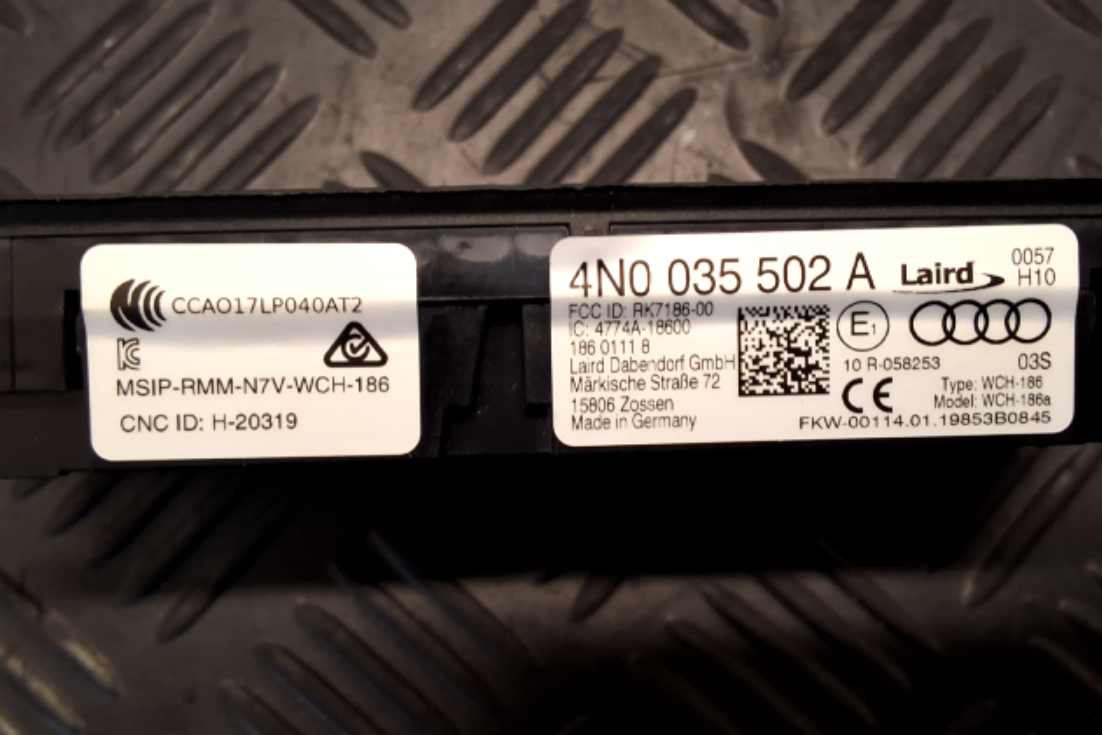 CCAO17LP040AT2
MSIP-RMM-N7V-WCH-186
CNC ID: H-20319
4N0 035 502 A
Laird
0057
H10
FCC ID: RK7186-00
IC: 4774A-18600
186 0111 8
Laird Dabendorf GmbH
Märkische Straße 72
15806 Zossen
Made in Germany
E1
10 R-058253
03S
CE
Type: WCH-186
Model: WCH-186a
FKW-00114.01.19853B0845